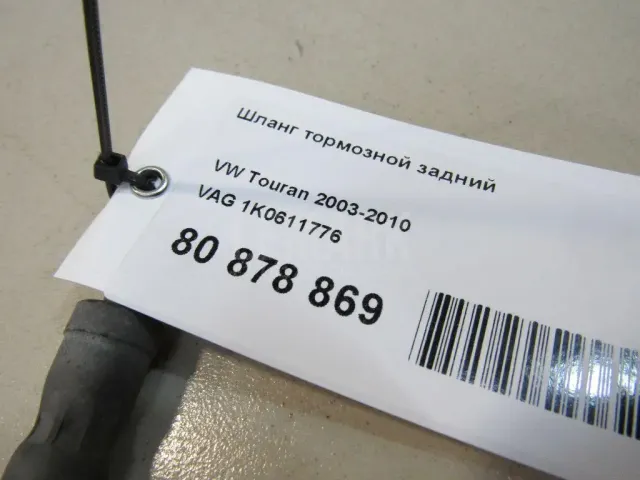 Шланг тормозной задний
VW Touran 2003-2010
VAG 1K0611776
80 878 869